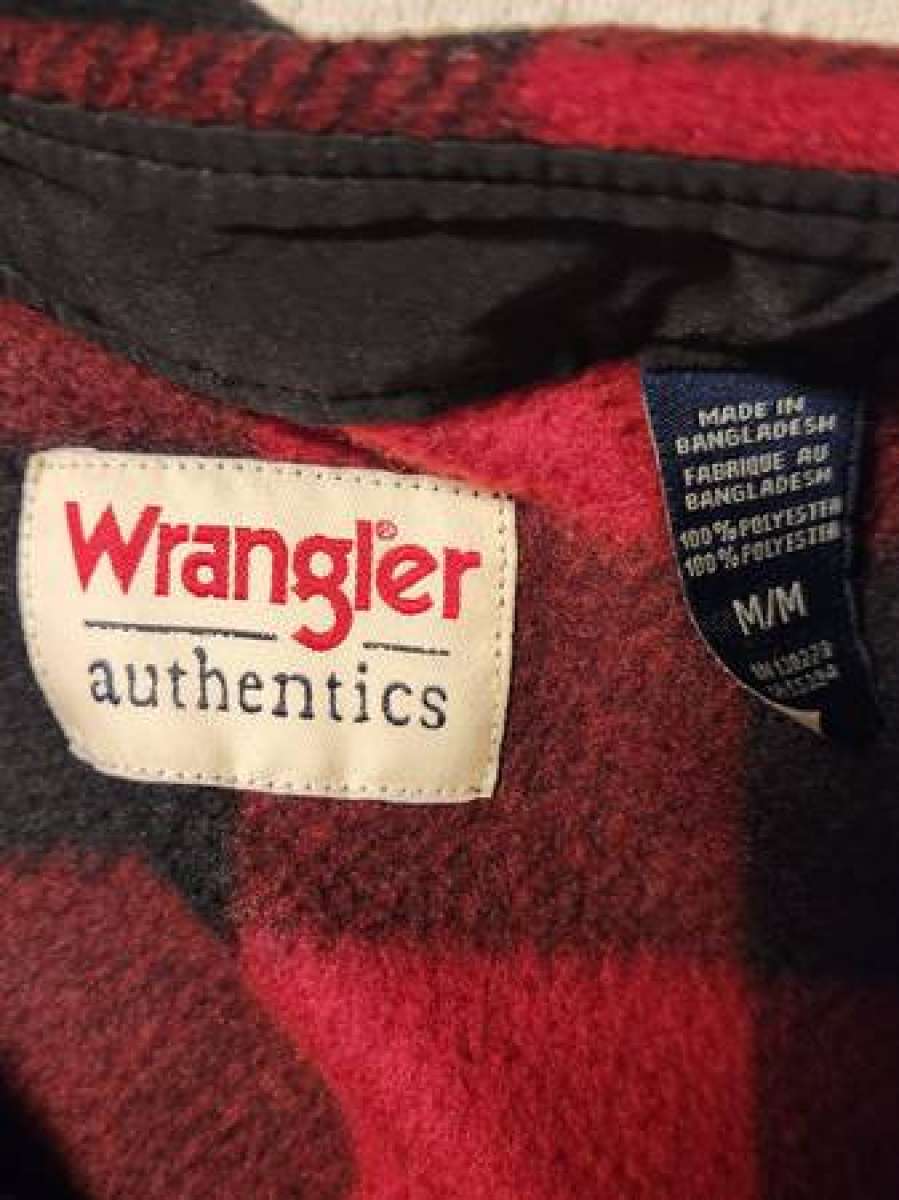 Wrangler®
authentics
MADE IN
BANGLADESH
FABRIQUE AU
BANGLADESH
100% POLYESTER
100% POLYESTER
M/M